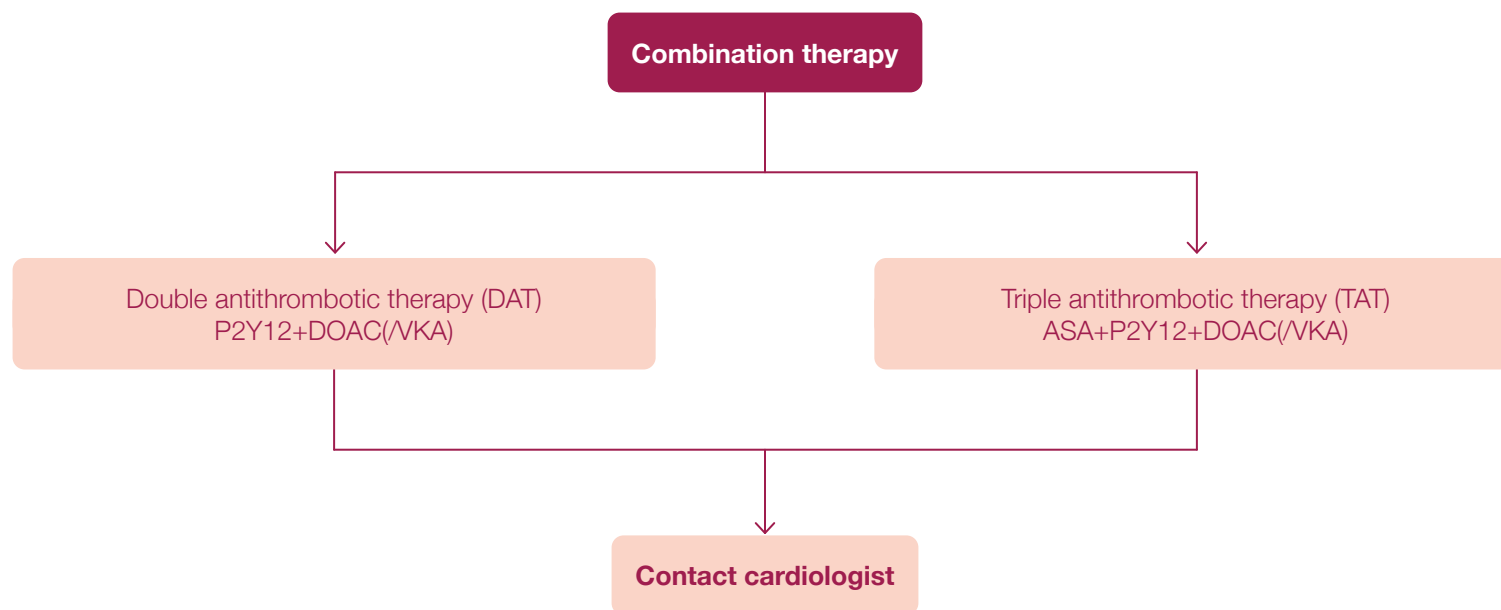 Combination therapy
Double antithrombotic therapy (DAT)
P2Y12+DOAC(/VKA)
Triple antithrombotic therapy (TAT)
ASA+P2Y12+DOAC(/VKA)
Contact cardiologist